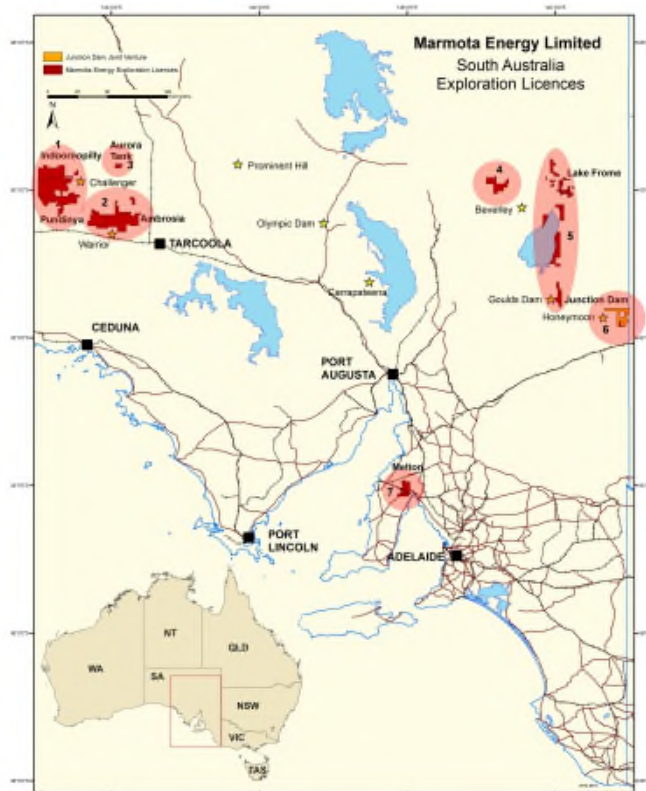 Marmota Energy Limited
South Australia
Exploration Licences
Junction Dam Joint Venture
Marmota Energy Exploration Licences
N
1
Indooroopilly
Aurora
Tank
3
Challenger
Pundinya
2
Ambrosia
Warrior
TARCOOLA
Prominent Hill
Olympic Dam
Carrapateena
4
Beverley
Lake Frome
5
Goulds Dam
Junction Dam
Honeymoon
6
CEDUNA
PORT
AUGUSTA
Melton
7
PORT
LINCOLN
ADELAIDE
NT
QLD
WA
SA
NSW
VIC
TAS